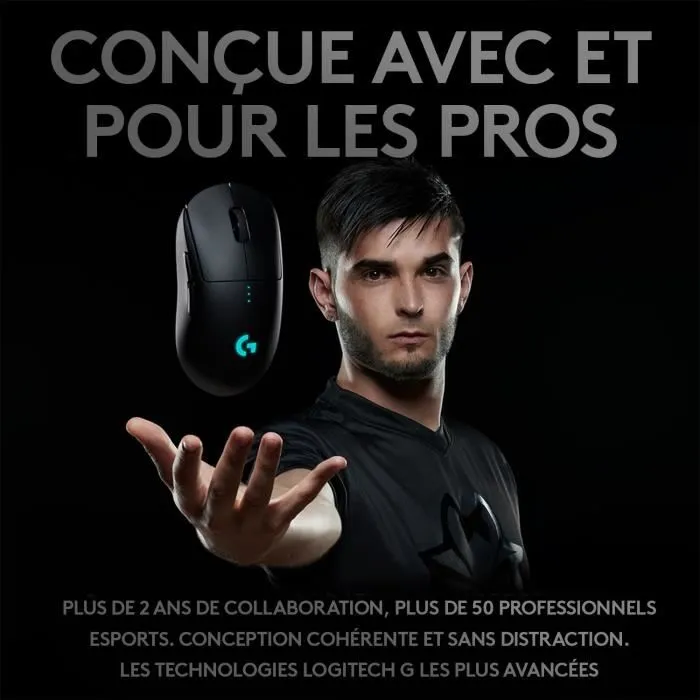 CONÇUE AVEC ET
POUR LES PROS
G
PLUS DE 2 ANS DE COLLABORATION, PLUS DE 50 PROFESSIONNELS
ESPORTS. CONCEPTION COHÉRENTE ET SANS DISTRACTION.
LES TECHNOLOGIES LOGITECH G LES PLUS AVANCÉES